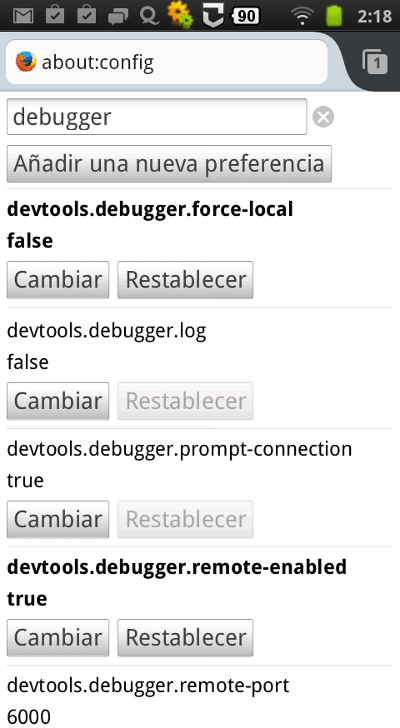 90
2:18
about:config
1
debugger
Añadir una nueva preferencia
devtools.debugger.force-local
false
Cambiar Restablecer
devtools.debugger.log
false
Cambiar Restablecer
devtools.debugger.prompt-connection
true
Cambiar Restablecer
devtools.debugger.remote-enabled
true
Cambiar Restablecer
devtools.debugger.remote-port
6000